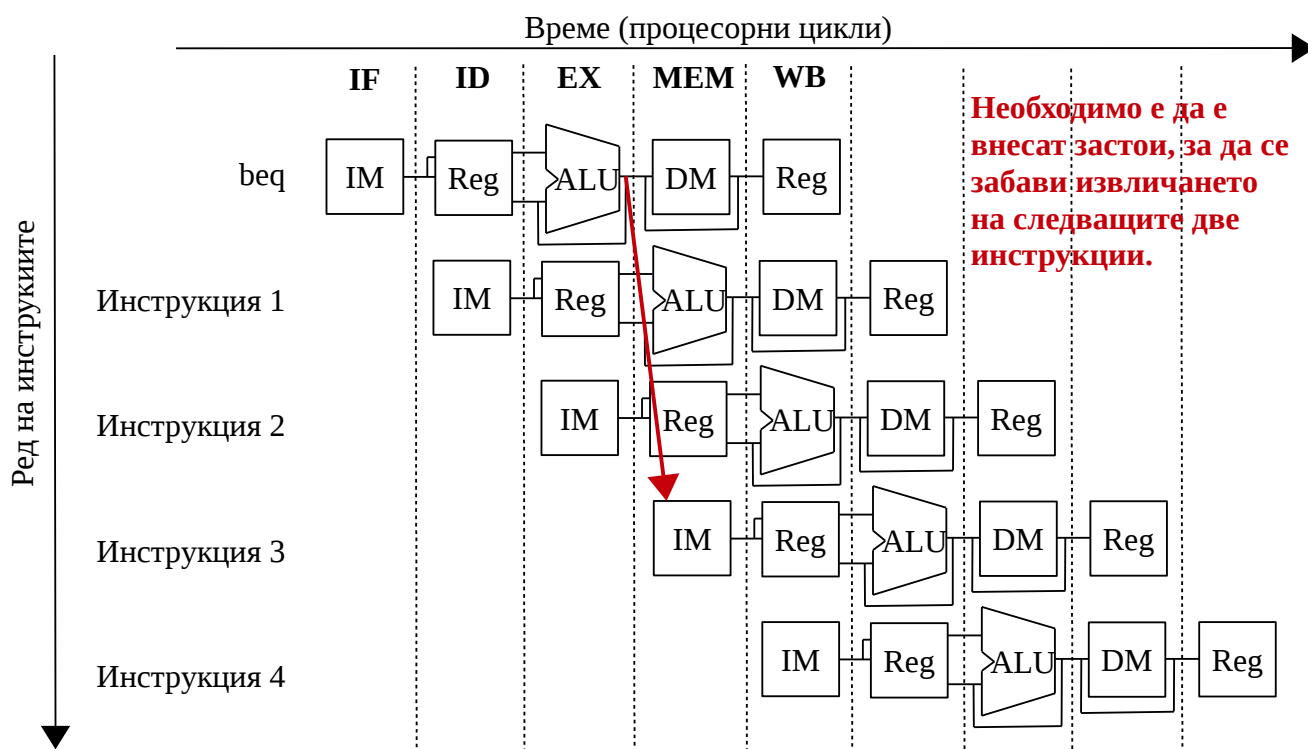 Време (процесорни цикли)
IF ID EX MEM WB
Необходимо е да е
внесат застои, за да се
забави извличането
на следващите две
инструкции.
Ред на инструкиите
beq IM Reg ALU DM Reg
Инструкция 1 IM Reg ALU DM Reg
Инструкция 2 IM Reg ALU DM Reg
Инструкция 3 IM Reg ALU DM Reg
Инструкция 4 IM Reg ALU DM Reg